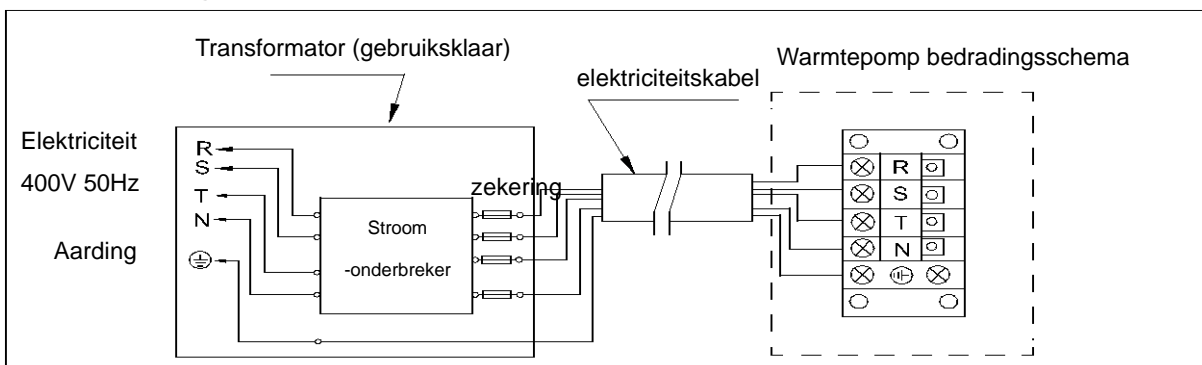 Transformator (gebruiksklaar)
elektriciteitskabel
Warmtepomp bedradingsschema
Elektriciteit
400V 50Hz
Aarding
R
S
T
N
Stroom
-onderbreker
zekering
R
S
T
N